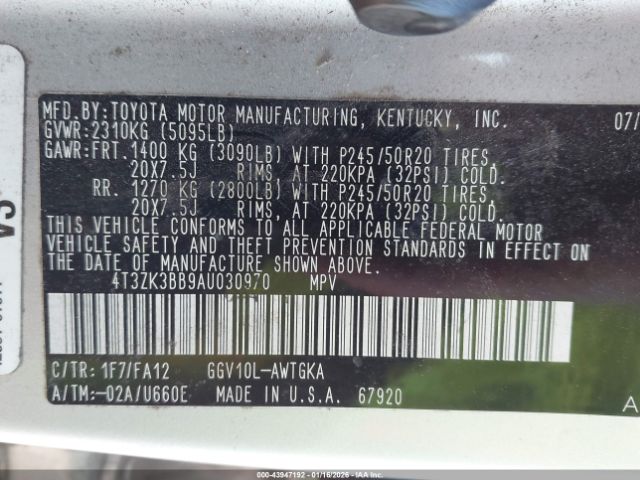 MFD.BY:TOYOTA MOTOR MANUFACTURING, KENTUCKY, INC. 07/
GVWR:2310KG (5095LB)
GAWR:FRT. 1400 KG (3090LB) WITH P245/50R20 TIRES,
20X7.5J RIMS, AT 220KPA (32PSI) COLD.
RR. 1270 KG (2800LB) WITH P245/50R20 TIRES,
20X7.5J RIMS, AT 220KPA (32PSI) COLD.
THIS VEHICLE CONFORMS TO ALL APPLICABLE FEDERAL MOTOR
VEHICLE SAFETY AND THEFT PREVENTION STANDARDS IN EFFECT ON
THE DATE OF MANUFACTURE SHOWN ABOVE.
4T3ZK3BB9AU030970 MPV
C/TR: 1F7/FA12 GGV10L-AWTGKA
A/TM:-02A/U660E MADE IN U.S.A. 67920
A
V3
000-43947192 - 01/16/2026 - IAAI.COM